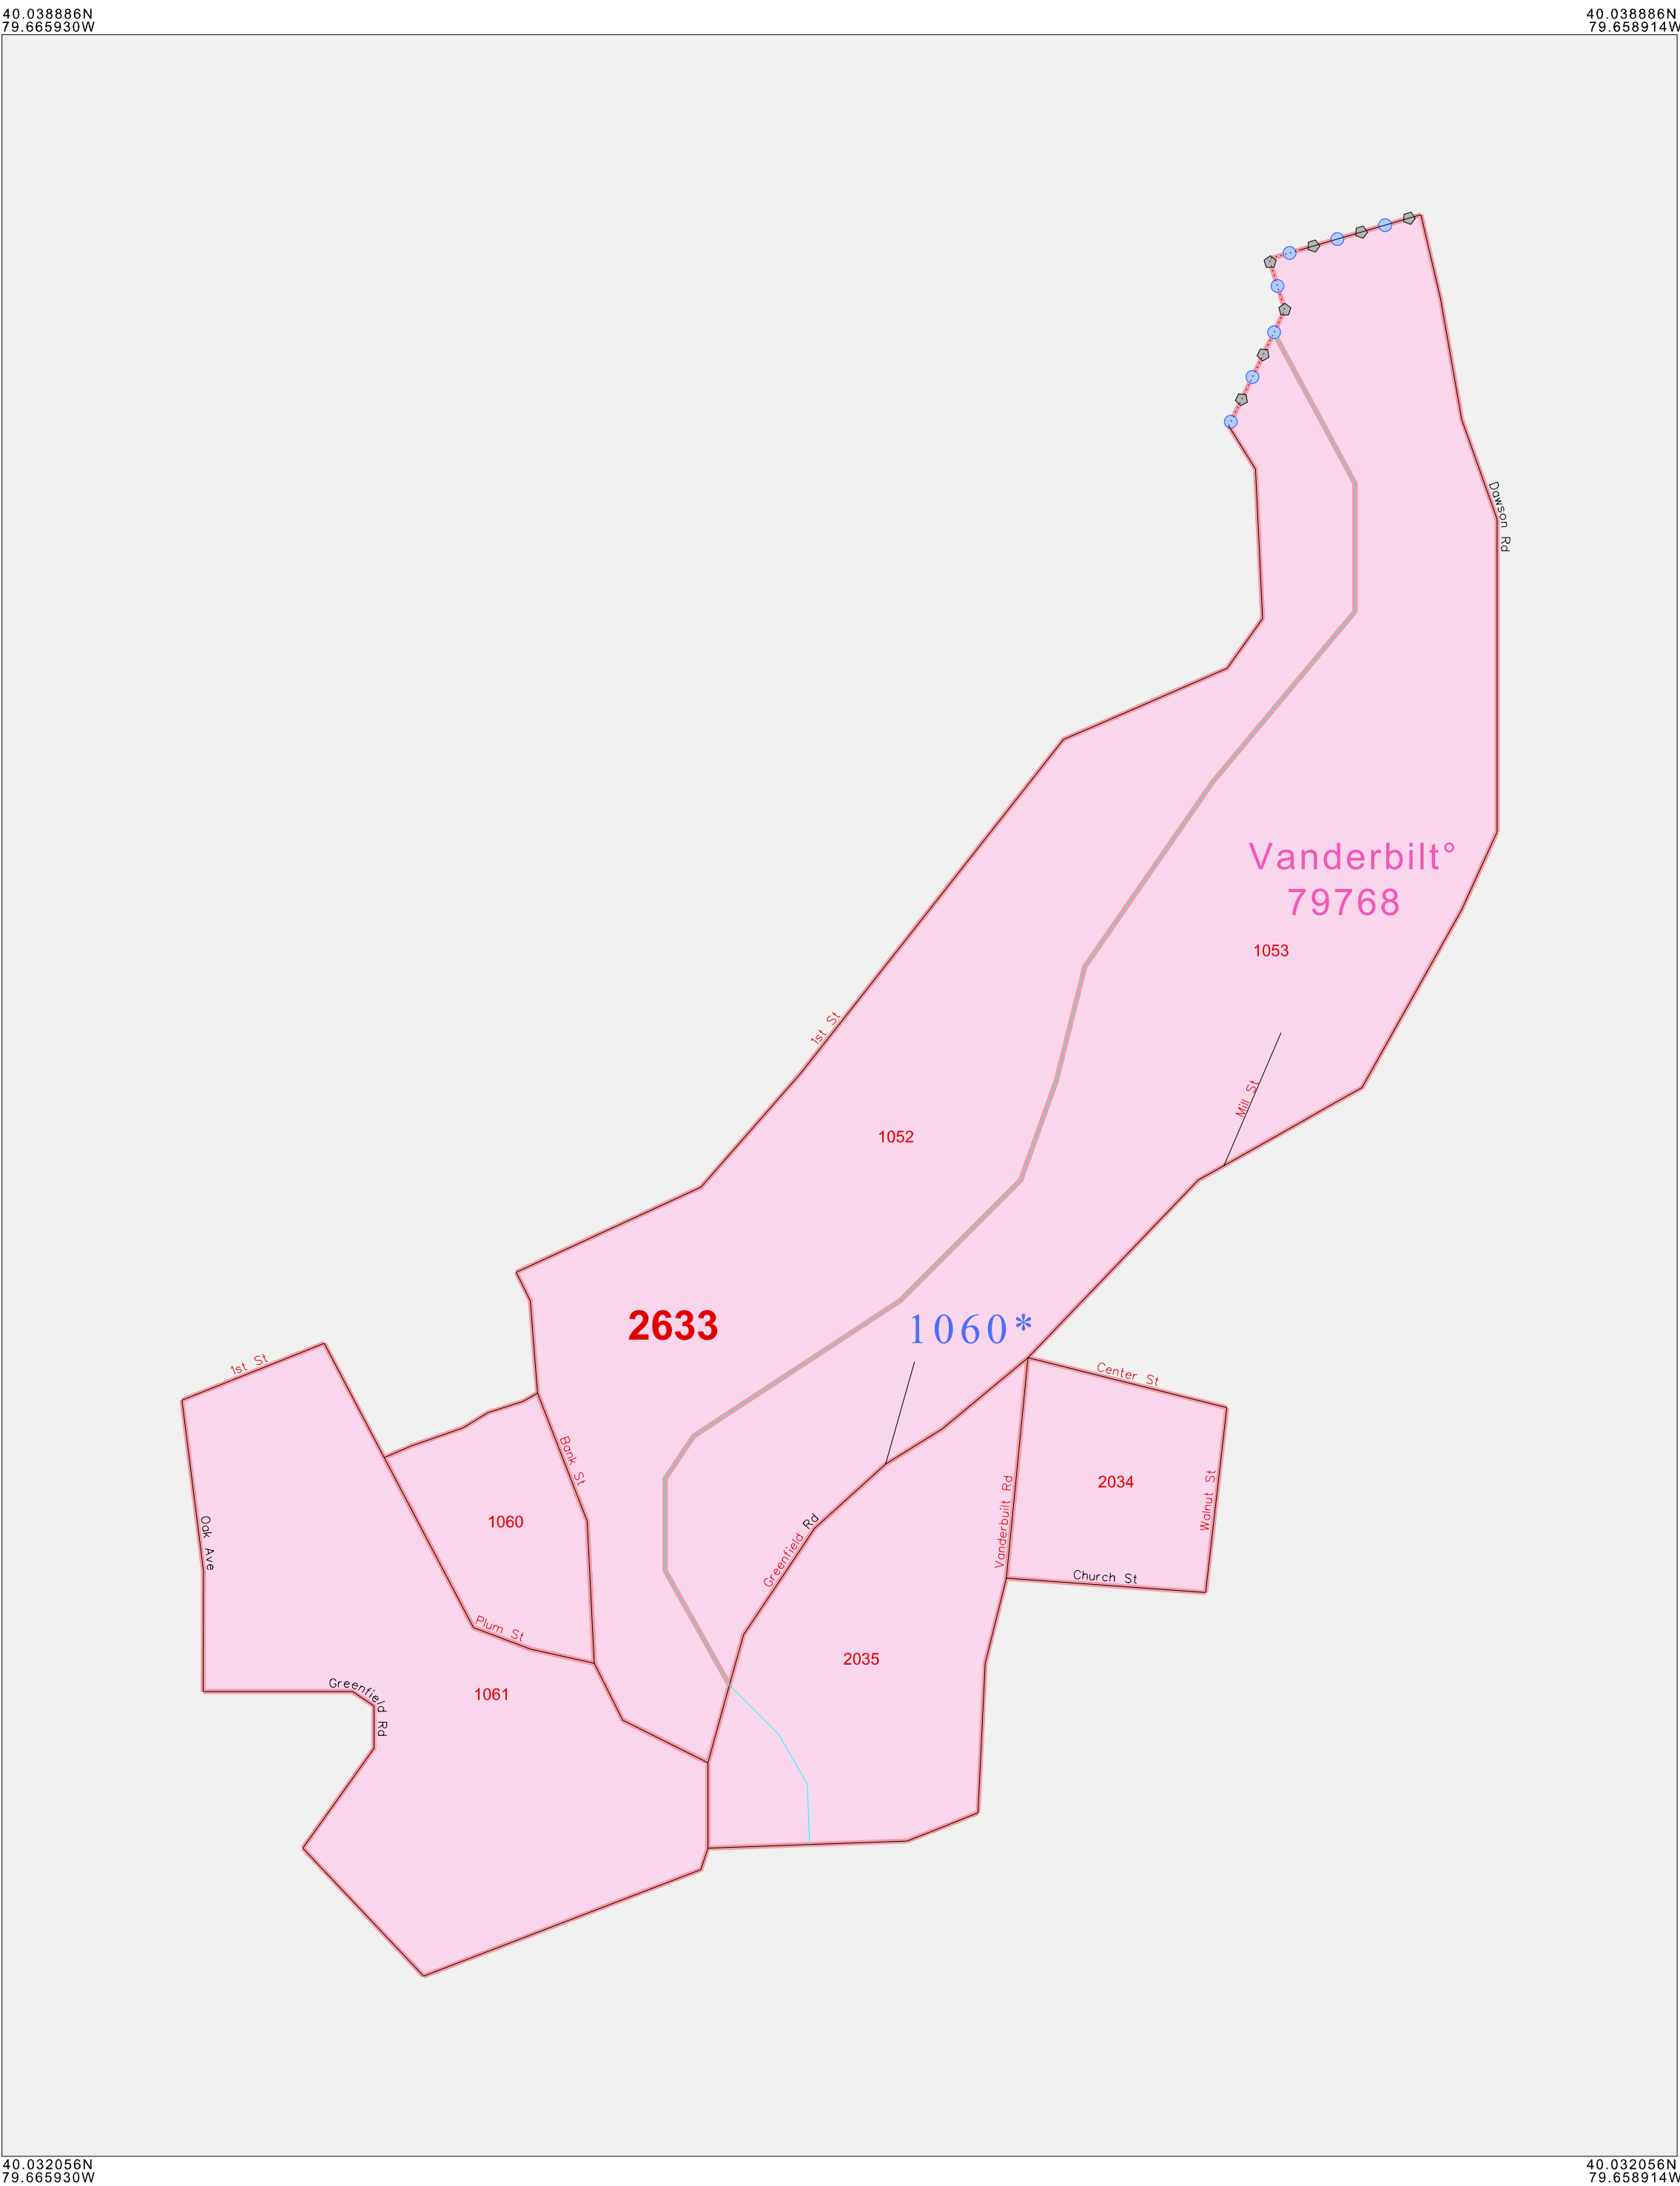 40.038886N
79.665930W
40.038886N
79.658914W
Dawson Rd
Vanderbilt°
79768
1053
1st St
Mill St
1052
2633
1060*
1st St
Center St
Bank St
2034
Walnut St
Vanderbuilt Rd
Oak Ave
1060
Greenfield Rd
Church St
Plum St
2035
Greenfield Rd
1061
40.032056N
79.665930W
40.032056N
79.658914W